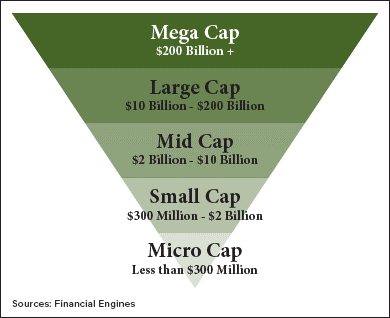 Mega Cap
$200 Billion +
Large Cap
$10 Billion - $200 Billion
Mid Cap
$2 Billion - $10 Billion
Small Cap
$300 Million - $2 Billion
Micro Cap
Less than $300 Million
Sources: Financial Engines